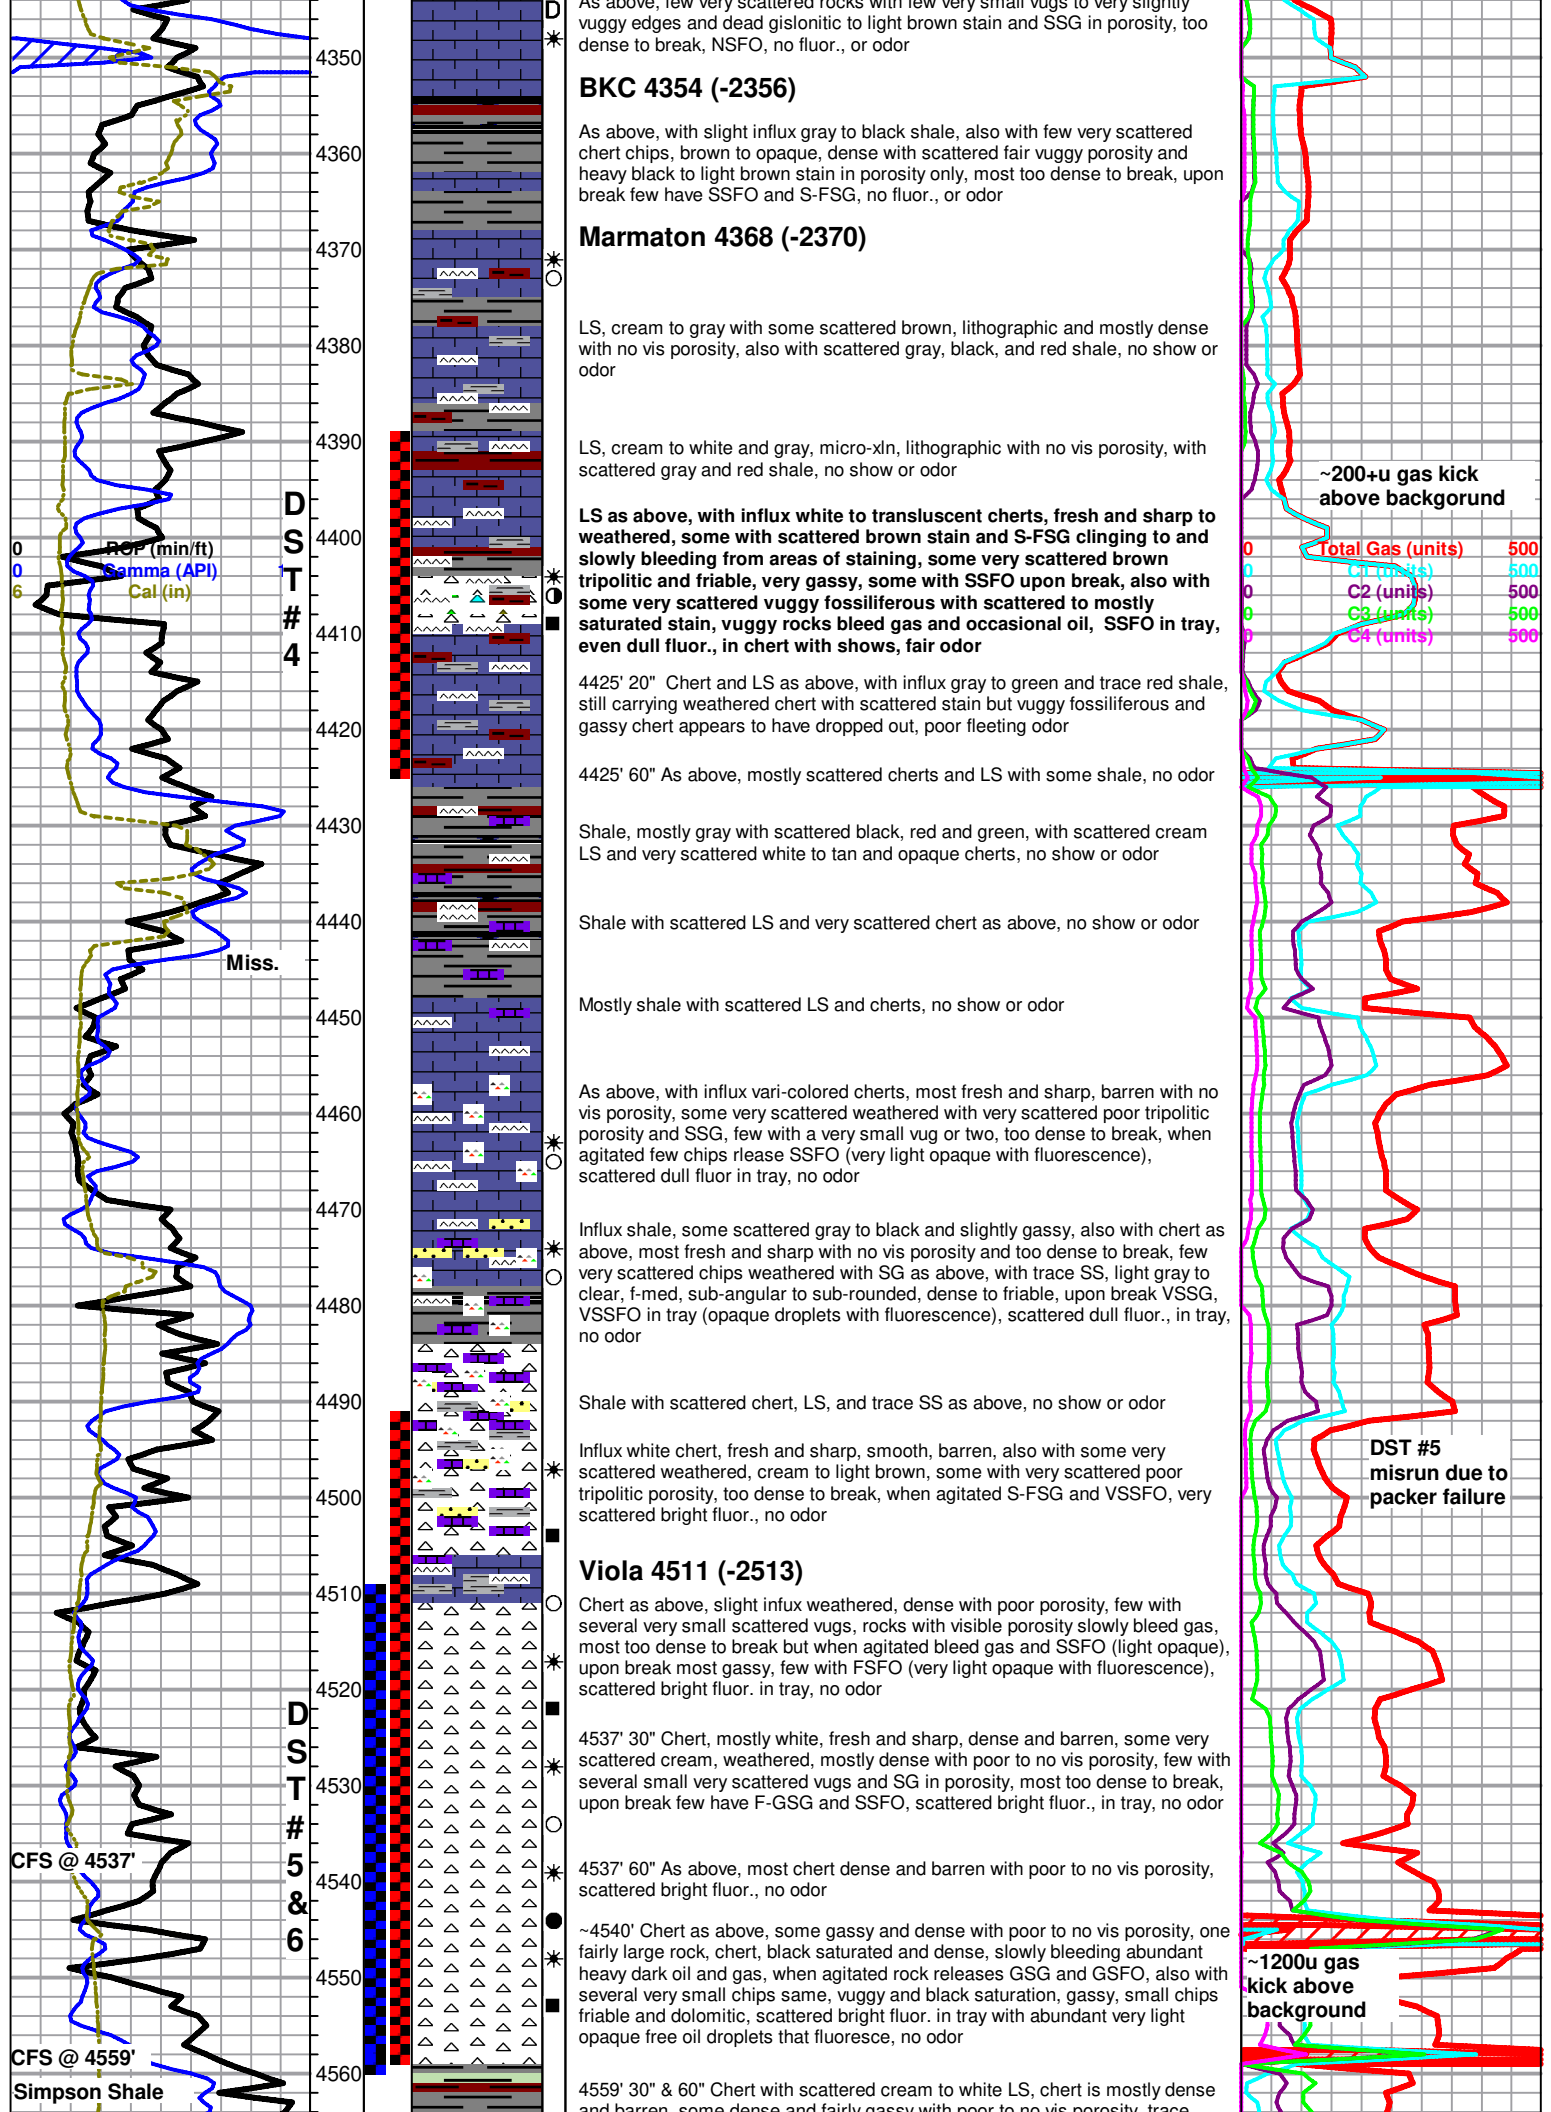 As above, few very scattered rocks with few very small vugs to very slightly
vuggy edges and dead gislonitic to light brown stain and SSG in porosity, too
dense to break, NSFO, no fluor., or odor
D
4350
BKC 4354 (-2356)
As above, with slight influx gray to black shale, also with few very scattered
chert chips, brown to opaque, dense with scattered fair vuggy porosity and
heavy black to light brown stain in porosity only, most too dense to break, upon
break few have SSFO and S-FSG, no fluor., or odor
4360
Marmaton 4368 (-2370)
4370
LS, cream to gray with some scattered brown, lithographic and mostly dense
with no vis porosity, also with scattered gray, black, and red shale, no show or
odor
4380
4390
LS, cream to white and gray, micro-xln, lithographic with no vis porosity, with
scattered gray and red shale, no show or odor
~200+u gas kick
above backgorund
LS as above, with influx white to transluscent cherts, fresh and sharp to
weathered, some with scattered brown stain and S-FSG clinging to and
slowly bleeding from areas of staining, some very scattered brown
tripolitic and friable, very gassy, some with SSFO upon break, also with
some very scattered vuggy fossiliferous with scattered to mostly
saturated stain, vuggy rocks bleed gas and occasional oil,  SSFO in tray,
even dull fluor., in chert with shows, fair odor
D
S
T
#
4
4400
0 ROP (min/ft)
0 Gamma (API) 1
6 Cal (in)
0 Total Gas (units) 500
0 C1 (units) 500
0 C2 (units) 500
0 C3 (units) 500
0 C4 (units) 500
4410
4425' 20"  Chert and LS as above, with influx gray to green and trace red shale,
still carrying weathered chert with scattered stain but vuggy fossiliferous and
gassy chert appears to have dropped out, poor fleeting odor
4420
4425' 60" As above, mostly scattered cherts and LS with some shale, no odor
4430
Shale, mostly gray with scattered black, red and green, with scattered cream
LS and very scattered white to tan and opaque cherts, no show or odor
4440
Shale with scattered LS and very scattered chert as above, no show or odor
Miss.
Mostly shale with scattered LS and cherts, no show or odor
4450
As above, with influx vari-colored cherts, most fresh and sharp, barren with no
vis porosity, some very scattered weathered with very scattered poor tripolitic
porosity and SSG, few with a very small vug or two, too dense to break, when
agitated few chips rlease SSFO (very light opaque with fluorescence),
scattered dull fluor in tray, no odor
4460
4470
Influx shale, some scattered gray to black and slightly gassy, also with chert as
above, most fresh and sharp with no vis porosity and too dense to break, few
very scattered chips weathered with SG as above, with trace SS, light gray to
clear, f-med, sub-angular to sub-rounded, dense to friable, upon break VSSG,
VSSFO in tray (opaque droplets with fluorescence), scattered dull fluor., in tray,
no odor
4480
4490
Shale with scattered chert, LS, and trace SS as above, no show or odor
Influx white chert, fresh and sharp, smooth, barren, also with some very
scattered weathered, cream to light brown, some with very scattered poor
tripolitic porosity, too dense to break, when agitated S-FSG and VSSFO, very
scattered bright fluor., no odor
DST #5
misrun due to
packer failure
4500
Viola 4511 (-2513)
4510
Chert as above, slight infux weathered, dense with poor porosity, few with
several very small scattered vugs, rocks with visible porosity slowly bleed gas,
most too dense to break but when agitated bleed gas and SSFO (light opaque),
upon break most gassy, few with FSFO (very light opaque with fluorescence),
scattered bright fluor. in tray, no odor
4520
4537' 30" Chert, mostly white, fresh and sharp, dense and barren, some very
scattered cream, weathered, mostly dense with poor to no vis porosity, few with
several small very scattered vugs and SG in porosity, most too dense to break,
upon break few have F-GSG and SSFO, scattered bright fluor., in tray, no odor
4530
D
S
T
#
5
&
6
CFS @ 4537'
4537' 60" As above, most chert dense and barren with poor to no vis porosity,
scattered bright fluor., no odor
4540
~4540' Chert as above, some gassy and dense with por to no vis porosity, one
fairly large rock, chert, black saturated and dense, slowly bleeding abundant
heavy dark oil and gas, when agitated rock releases GSG and GSFO, also with
several very small chips same, vuggy and black saturation, gassy, small chips
friable and dolomitic, scattered bright fluor. in tray with abundant very light
opaque free oil droplets that fluoresce, no odor
~1200u gas
kick above
background
4550
CFS @ 4559'
4560
Simpson Shale
4559' 30" & 60" Chert with scattered cream to white LS, chert is mostly dense
and barren, some dense and fairly gassy with poor to no vis porosity, trace